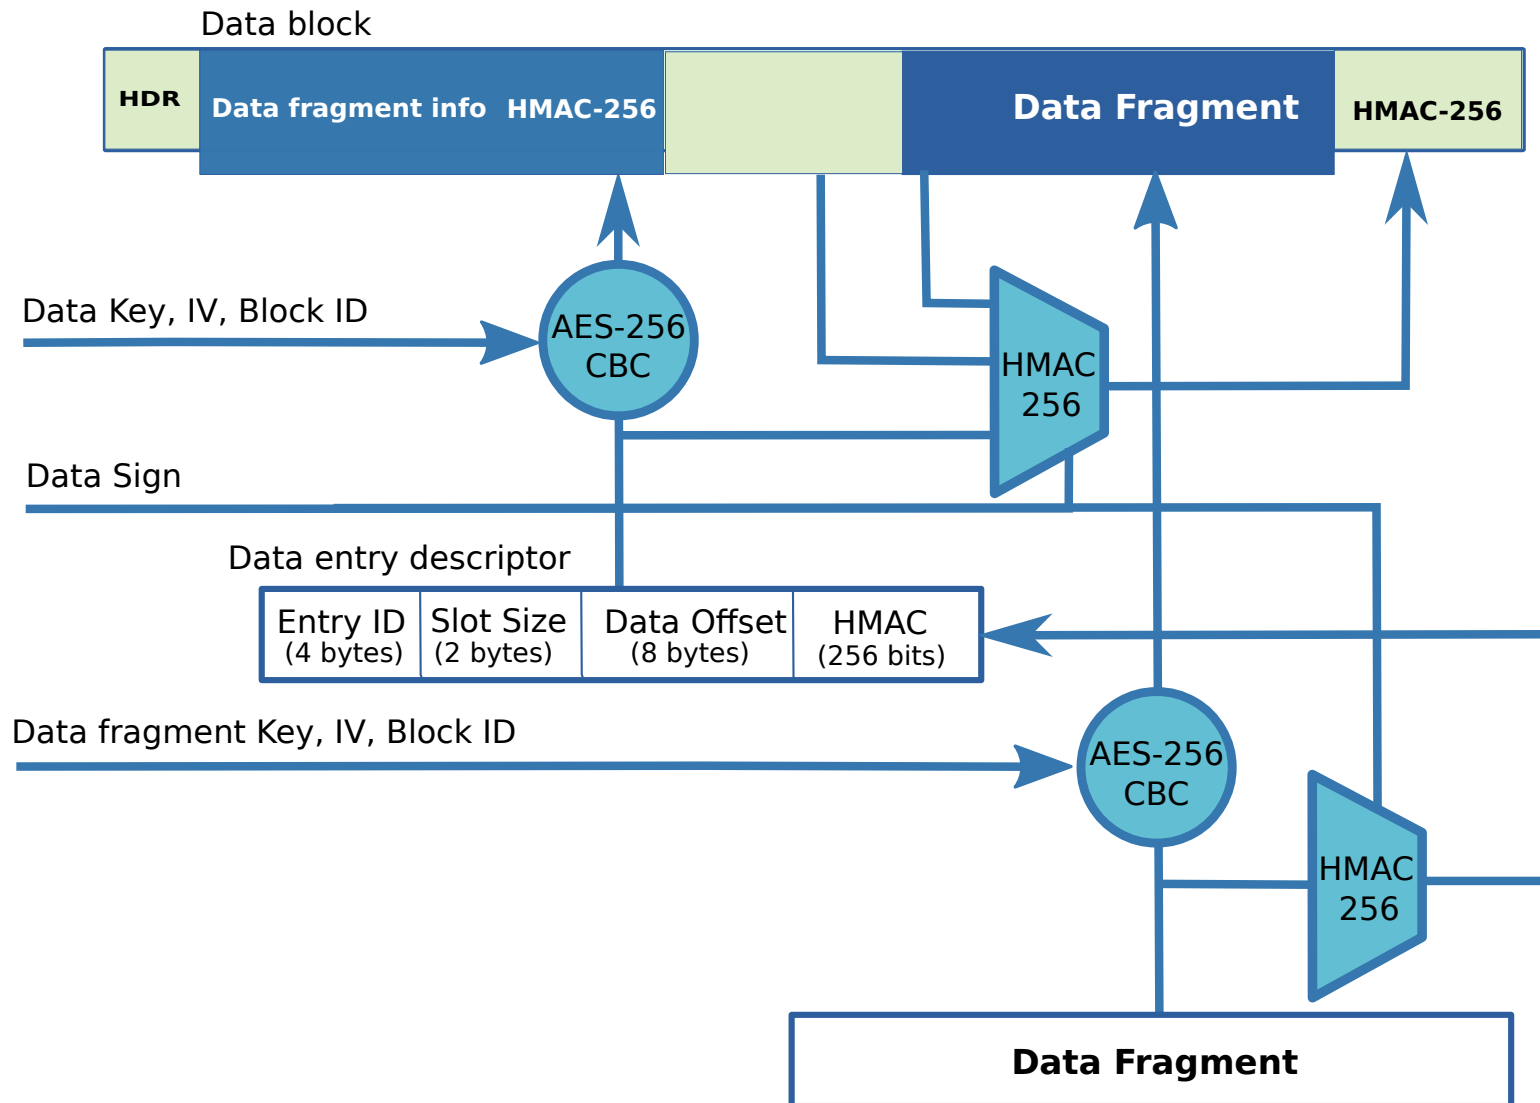 Data block
HDR
Data fragment info HMAC-256
Data Fragment
HMAC-256
Data Key, IV, Block ID
AES-256
CBC
HMAC
256
Data Sign
Data entry descriptor
Entry ID
(4 bytes)
Slot Size
(2 bytes)
Data Offset
(8 bytes)
HMAC
(256 bits)
Data fragment Key, IV, Block ID
AES-256
CBC
HMAC
256
Data Fragment